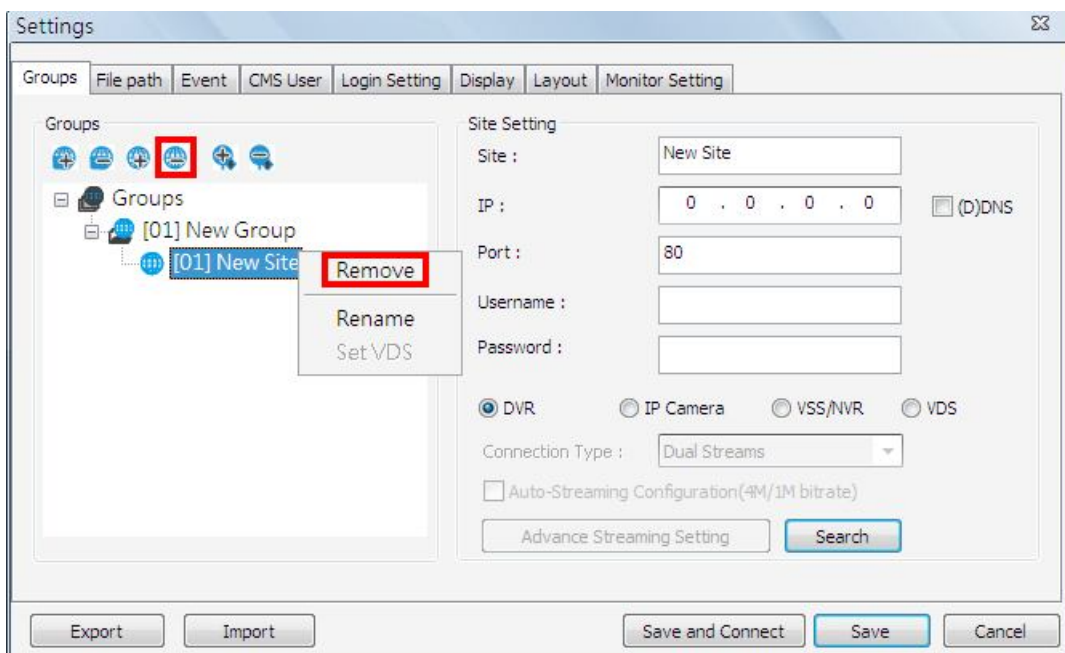 Settings
Groups File path Event CMS User Login Setting Display Layout Monitor Setting
Groups
Groups
[01] New Group
[01] New Site
Remove
Rename
Set VDS
Site Setting
Site : New Site
IP : 0 . 0 . 0 . 0 (D)DNS
Port : 80
Username :
Password :
DVR IP Camera VSS/NVR VDS
Connection Type : Dual Streams
Auto-Streaming Configuration(4M/1M bitrate)
Advance Streaming Setting Search
Export Import Save and Connect Save Cancel